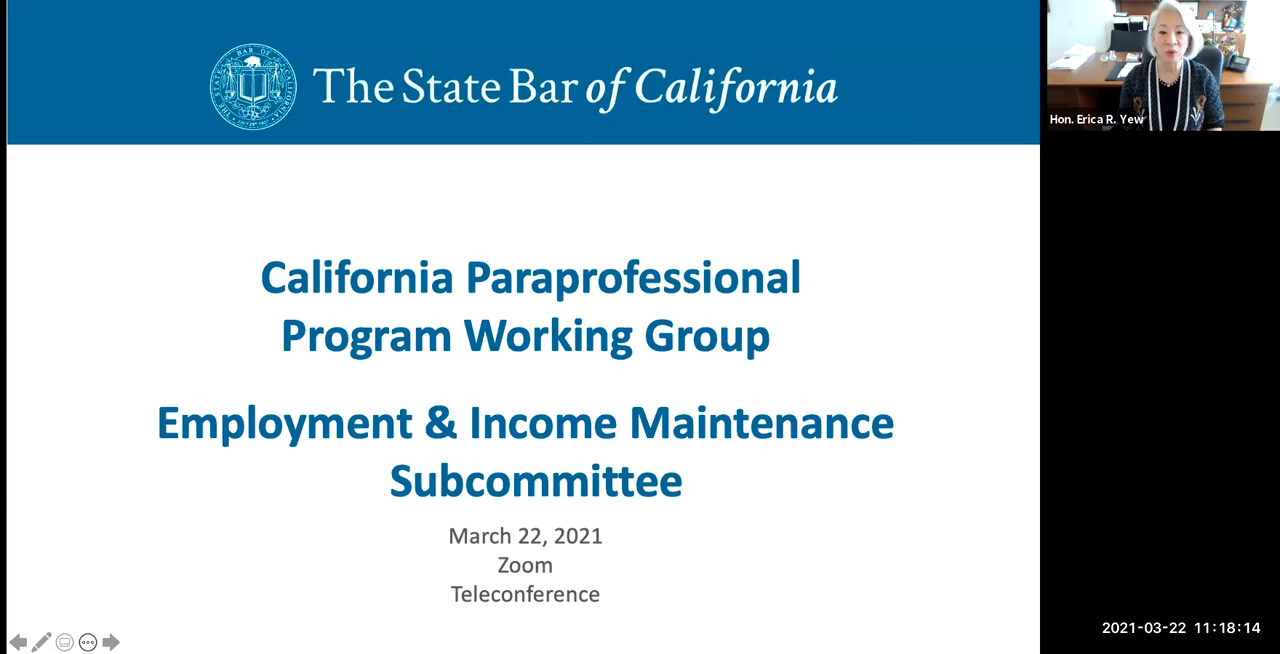 The State Bar of California
Hon. Erica R. Yew
California Paraprofessional
Program Working Group
Employment & Income Maintenance
Subcommittee
March 22, 2021
Zoom
Teleconference
2021-03-22 11:18:14